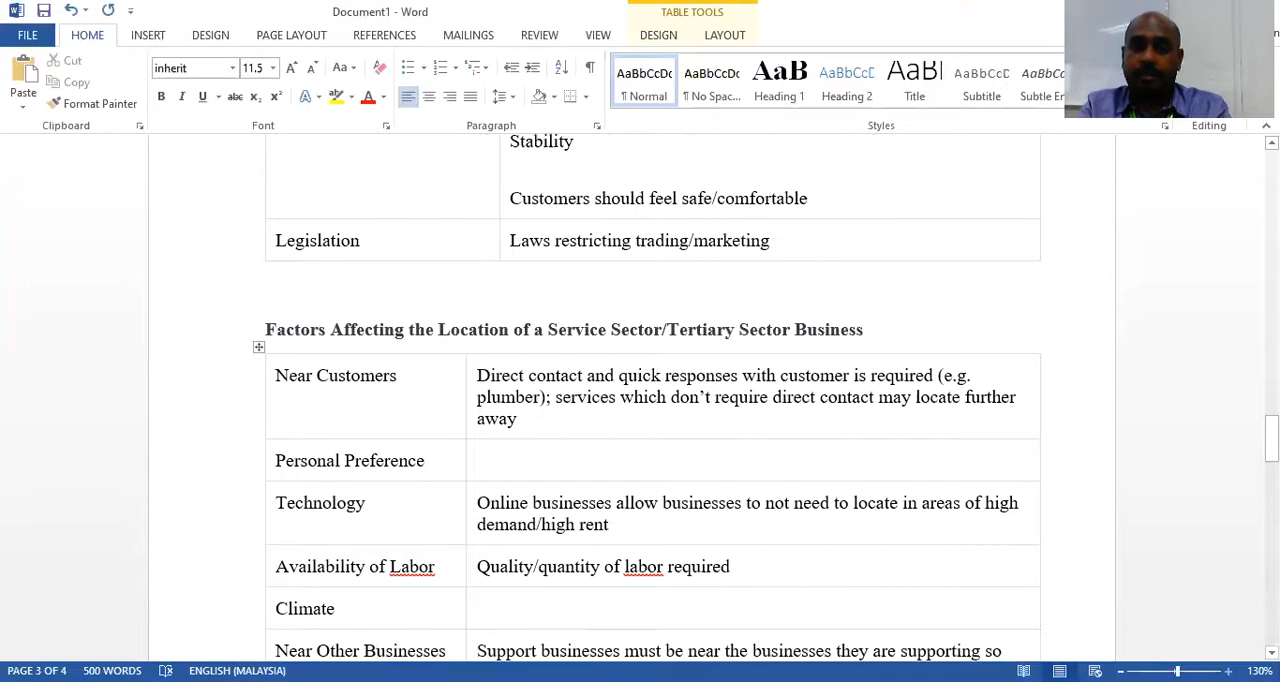 Document1 - Word
TABLE TOOLS
FILE
HOME
INSERT
DESIGN
PAGE LAYOUT
REFERENCES
MAILINGS
REVIEW
VIEW
DESIGN
LAYOUT
Paste
Cut
Copy
Format Painter
Clipboard
inherit
11.5
Font
Paragraph
AaBbCcDc
¶ Normal
AaBbCcDc
¶ No Spac...
AaB
Heading 1
AaBbCcDc
Heading 2
AaBl
Title
AaBbCcD
Subtitle
AaBbCcDc
Subtle En
Styles
Editing
Stability
Customers should feel safe/comfortable
Legislation
Laws restricting trading/marketing
Factors Affecting the Location of a Service Sector/Tertiary Sector Business
Near Customers
Direct contact and quick responses with customer is required (e.g.
plumber); services which don’t require direct contact may locate further
away
Personal Preference
Technology
Online businesses allow businesses to not need to locate in areas of high
demand/high rent
Availability of Labor
Quality/quantity of labor required
Climate
Near Other Businesses
Support businesses must be near the businesses they are supporting so
PAGE 3 OF 4
500 WORDS
ENGLISH (MALAYSIA)
130%